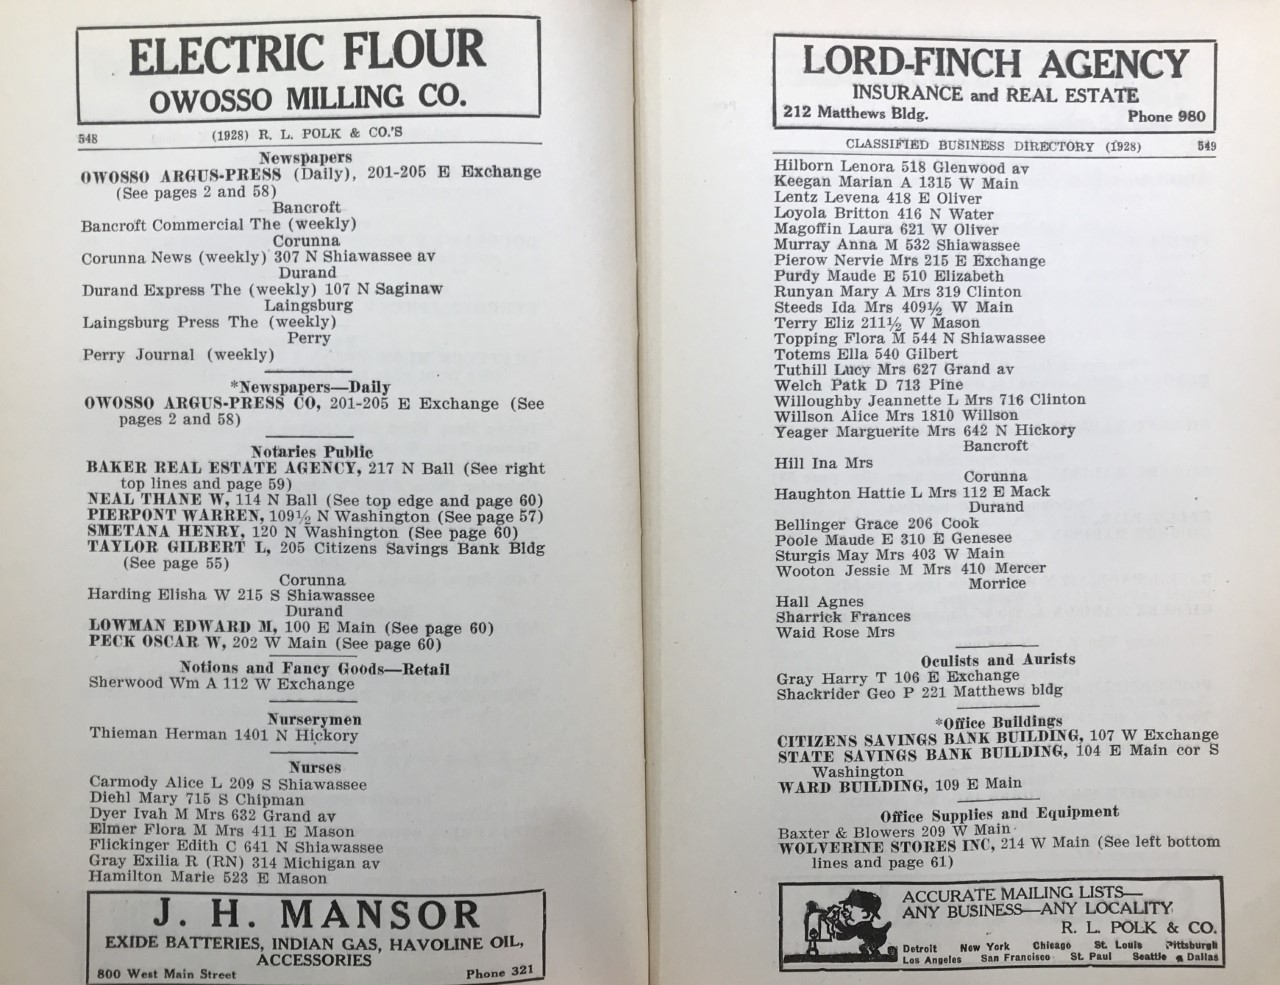 ELECTRIC FLOUR
OWOSSO MILLING CO.
548 (1928) R. L. POLK & CO.'S
Newspapers
OWOSSO ARGUS-PRESS (Daily), 201-205 E Exchange
(See pages 2 and 58)
Bancroft
Bancroft Commercial The (weekly)
Corunna
Corunna News (weekly) 307 N Shiawassee av
Durand
Durand Express The (weekly) 107 N Saginaw
Laingsburg
Laingsburg Press The (weekly)
Perry
Perry Journal (weekly)
*Newspapers—Daily
OWOSSO ARGUS-PRESS CO, 201-205 E Exchange (See
pages 2 and 58)
Notaries Public
BAKER REAL ESTATE AGENCY, 217 N Ball (See right
top lines and page 59)
NEAL THANE W, 114 N Ball (See top edge and page 60)
PIERPONT WARREN, 109½ N Washington (See page 57)
SMETANA HENRY, 120 N Washington (See page 60)
TAYLOR GILBERT L, 205 Citizens Savings Bank Bldg
(See page 55)
Corunna
Harding Elisha W 215 S Shiawassee
Durand
LOWMAN EDWARD M, 100 E Main (See page 60)
PECK OSCAR W, 202 W Main (See page 60)
Notions and Fancy Goods—Retail
Sherwood Wm A 112 W Exchange
Nurserymen
Thieman Herman 1401 N Hickory
Nurses
Carmody Alice L 209 S Shiawassee
Diehl Mary 715 S Chipman
Dyer Ivah M Mrs 632 Grand av
Elmer Flora M Mrs 411 E Mason
Flickinger Edith C 641 N Shiawassee
Gray Exilia R (RN) 314 Michigan av
Hamilton Marie 523 E Mason
J. H. MANSOR
EXIDE BATTERIES, INDIAN GAS, HAVOLINE OIL,
ACCESSORIES
800 West Main Street Phone 321
LORD-FINCH AGENCY
INSURANCE and REAL ESTATE
212 Matthews Bldg. Phone 980
CLASSIFIED BUSINESS DIRECTORY (1928) 549
Hilborn Lenora 518 Glenwood av
Keegan Marian A 1315 W Main
Lentz Levena 418 E Oliver
Loyola Britton 416 N Water
Magoffin Laura 621 W Oliver
Murray Anna M 532 Shiawassee
Pierow Nervie Mrs 215 E Exchange
Purdy Maude E 510 Elizabeth
Runyan Mary A Mrs 319 Clinton
Steeds Ida Mrs 409½ W Main
Terry Eliz 211½ W Mason
Topping Flora M 544 N Shiawassee
Totems Ella 540 Gilbert
Tuthill Lucy Mrs 627 Grand av
Welch Patk D 713 Pine
Willoughby Jeannette L Mrs 716 Clinton
Willson Alice Mrs 1810 Willson
Yeager Marguerite Mrs 642 N Hickory
Bancroft
Hill Ina Mrs
Corunna
Haughton Hattie L Mrs 112 E Mack
Durand
Bellinger Grace 206 Cook
Poole Maude E 310 E Genesee
Sturgis May Mrs 403 W Main
Wooton Jessie M Mrs 410 Mercer
Morrice
Hall Agnes
Sharrick Frances
Waid Rose Mrs
Oculists and Aurists
Gray Harry T 106 E Exchange
Shackrider Geo P 221 Matthews bldg
*Office Buildings
CITIZENS SAVINGS BANK BUILDING, 107 W Exchange
STATE SAVINGS BANK BUILDING, 104 E Main cor S
Washington
WARD BUILDING, 109 E Main
Office Supplies and Equipment
Baxter & Blowers 209 W Main
WOLVERINE STORES INC, 214 W Main (See left bottom
lines and page 61)
ACCURATE MAILING LISTS—
ANY BUSINESS—ANY LOCALITY
R. L. POLK & CO.
Detroit New York Chicago St. Louis Pittsburgh
Los Angeles San Francisco St. Paul Seattle Dallas